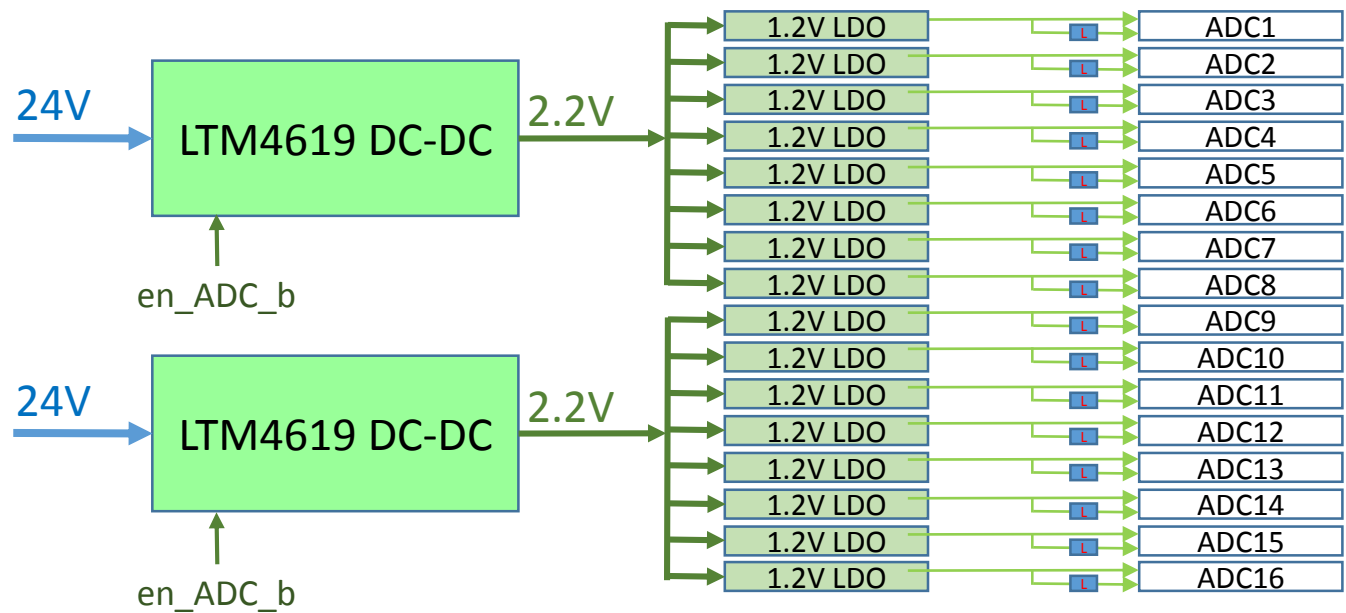 24V
LTM4619 DC-DC
2.2V
en_ADC_b
24V
LTM4619 DC-DC
2.2V
en_ADC_b
1.2V LDO L ADC1
1.2V LDO L ADC2
1.2V LDO L ADC3
1.2V LDO L ADC4
1.2V LDO L ADC5
1.2V LDO L ADC6
1.2V LDO L ADC7
1.2V LDO L ADC8
1.2V LDO L ADC9
1.2V LDO L ADC10
1.2V LDO L ADC11
1.2V LDO L ADC12
1.2V LDO L ADC13
1.2V LDO L ADC14
1.2V LDO L ADC15
1.2V LDO L ADC16